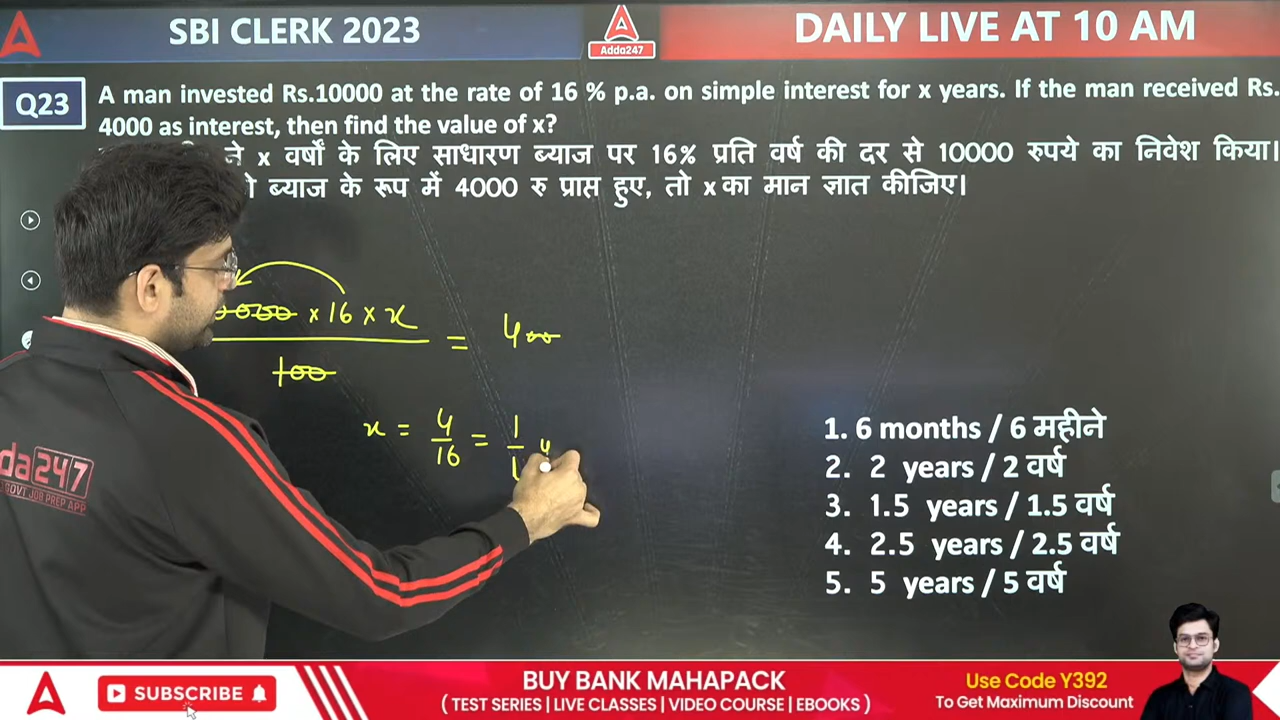 SBI CLERK 2023
Adda247
DAILY LIVE AT 10 AM
Q23
A man invested Rs.10000 at the rate of 16 % p.a. on simple interest for x years. If the man received Rs.
4000 as interest, then find the value of x?
ने x वर्षों के लिए साधारण ब्याज पर 16% प्रति वर्ष की दर से 10000 रुपये का निवेश किया।
ब्याज के रूप में 4000 रु प्राप्त हुए, तो x का मान ज्ञात कीजिए।
× 16 × x
100
= 400
x = 4/16 = 1/
1. 6 months / 6 महीने
2. 2 years / 2 वर्ष
3. 1.5 years / 1.5 वर्ष
4. 2.5 years / 2.5 वर्ष
5. 5 years / 5 वर्ष
da247
GOVT JOB PREP APP
SUBSCRIBE
BUY BANK MAHAPACK
( TEST SERIES | LIVE CLASSES | VIDEO COURSE | EBOOKS )
Use Code Y392
To Get Maximum Discount